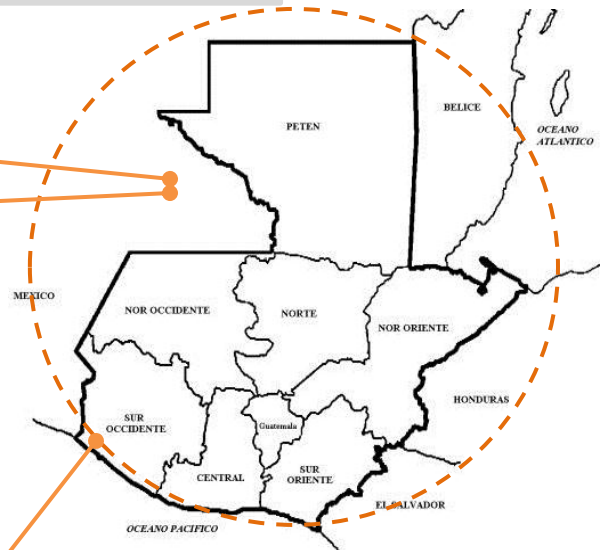 BELICE
PETEN
OCEANO
ATLANTICO
MEXICO
NOR OCCIDENTE
NORTE
NOR ORIENTE
HONDURAS
SUR
OCCIDENTE
Guatemala
CENTRAL
SUR
ORIENTE
EL SALVADOR
OCEANO PACIFICO